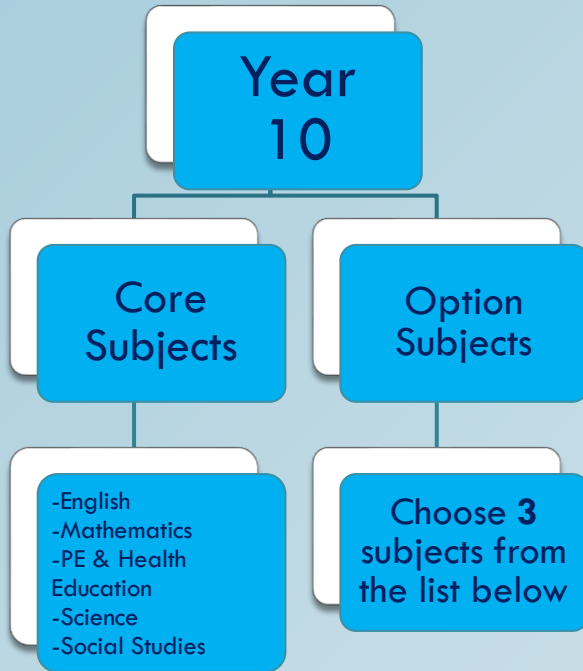 Year
10
Core
Subjects
Option
Subjects
-English
-Mathematics
-PE & Health
Education
-Science
-Social Studies
Choose 3
subjects from
the list below